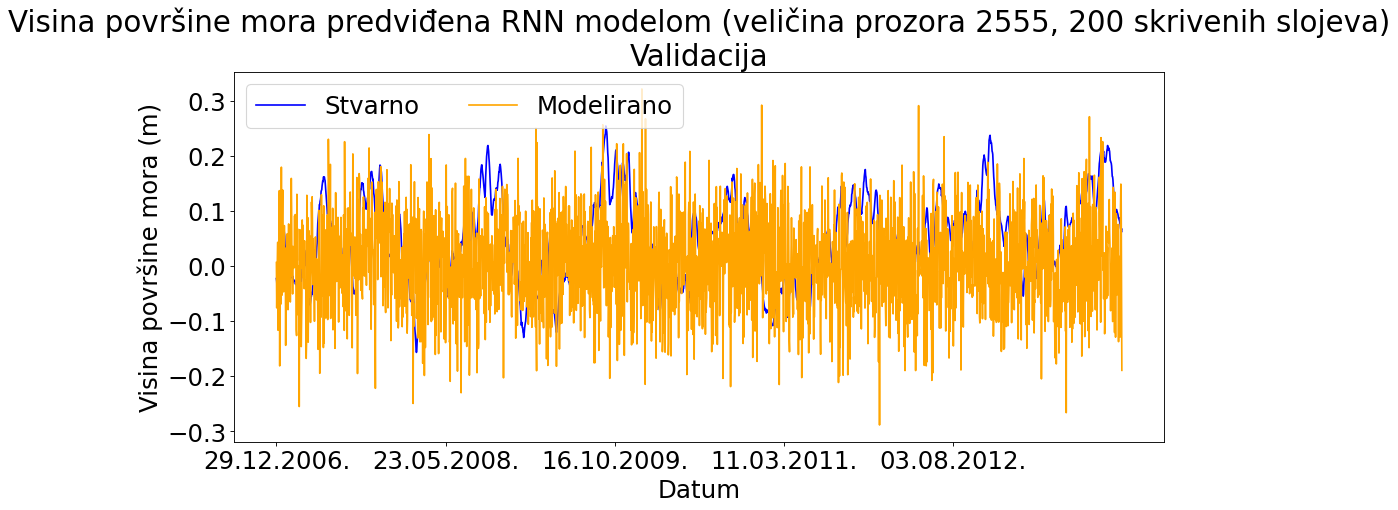 Visina površine mora predviđena RNN modelom (veličina prozora 2555, 200 skrivenih slojeva)
Validacija
Stvarno Modelirano
Visina površine mora (m)
0.3
0.2
0.1
0.0
−0.1
−0.2
−0.3
29.12.2006. 23.05.2008. 16.10.2009. 11.03.2011. 03.08.2012.
Datum